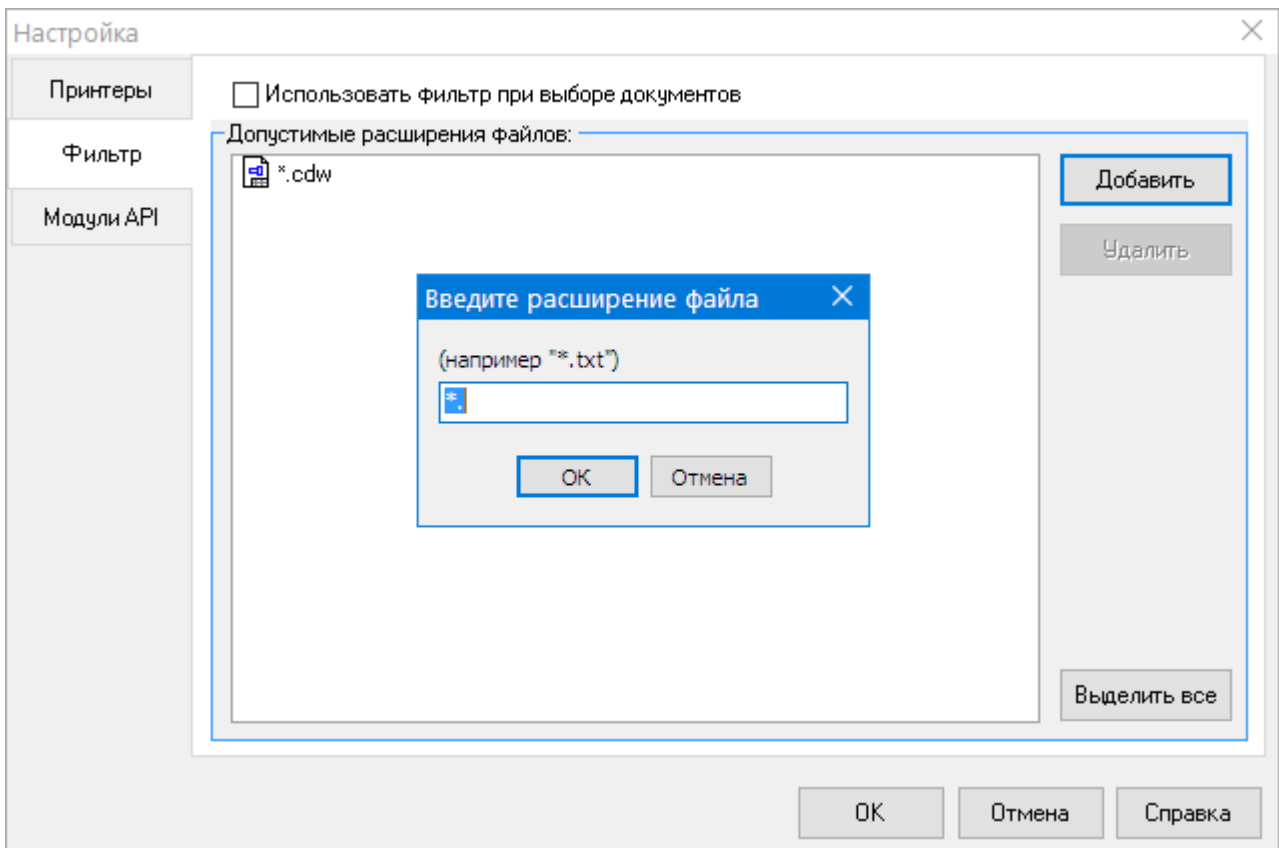 Настройка
Принтеры
Фильтр
Модули API
Использовать фильтр при выборе документов
Допустимые расширения файлов:
*.cdw
Добавить
Удалить
Введите расширение файла
(например "*.txt")
*.
OK
Отмена
Выделить все
OK
Отмена
Справка